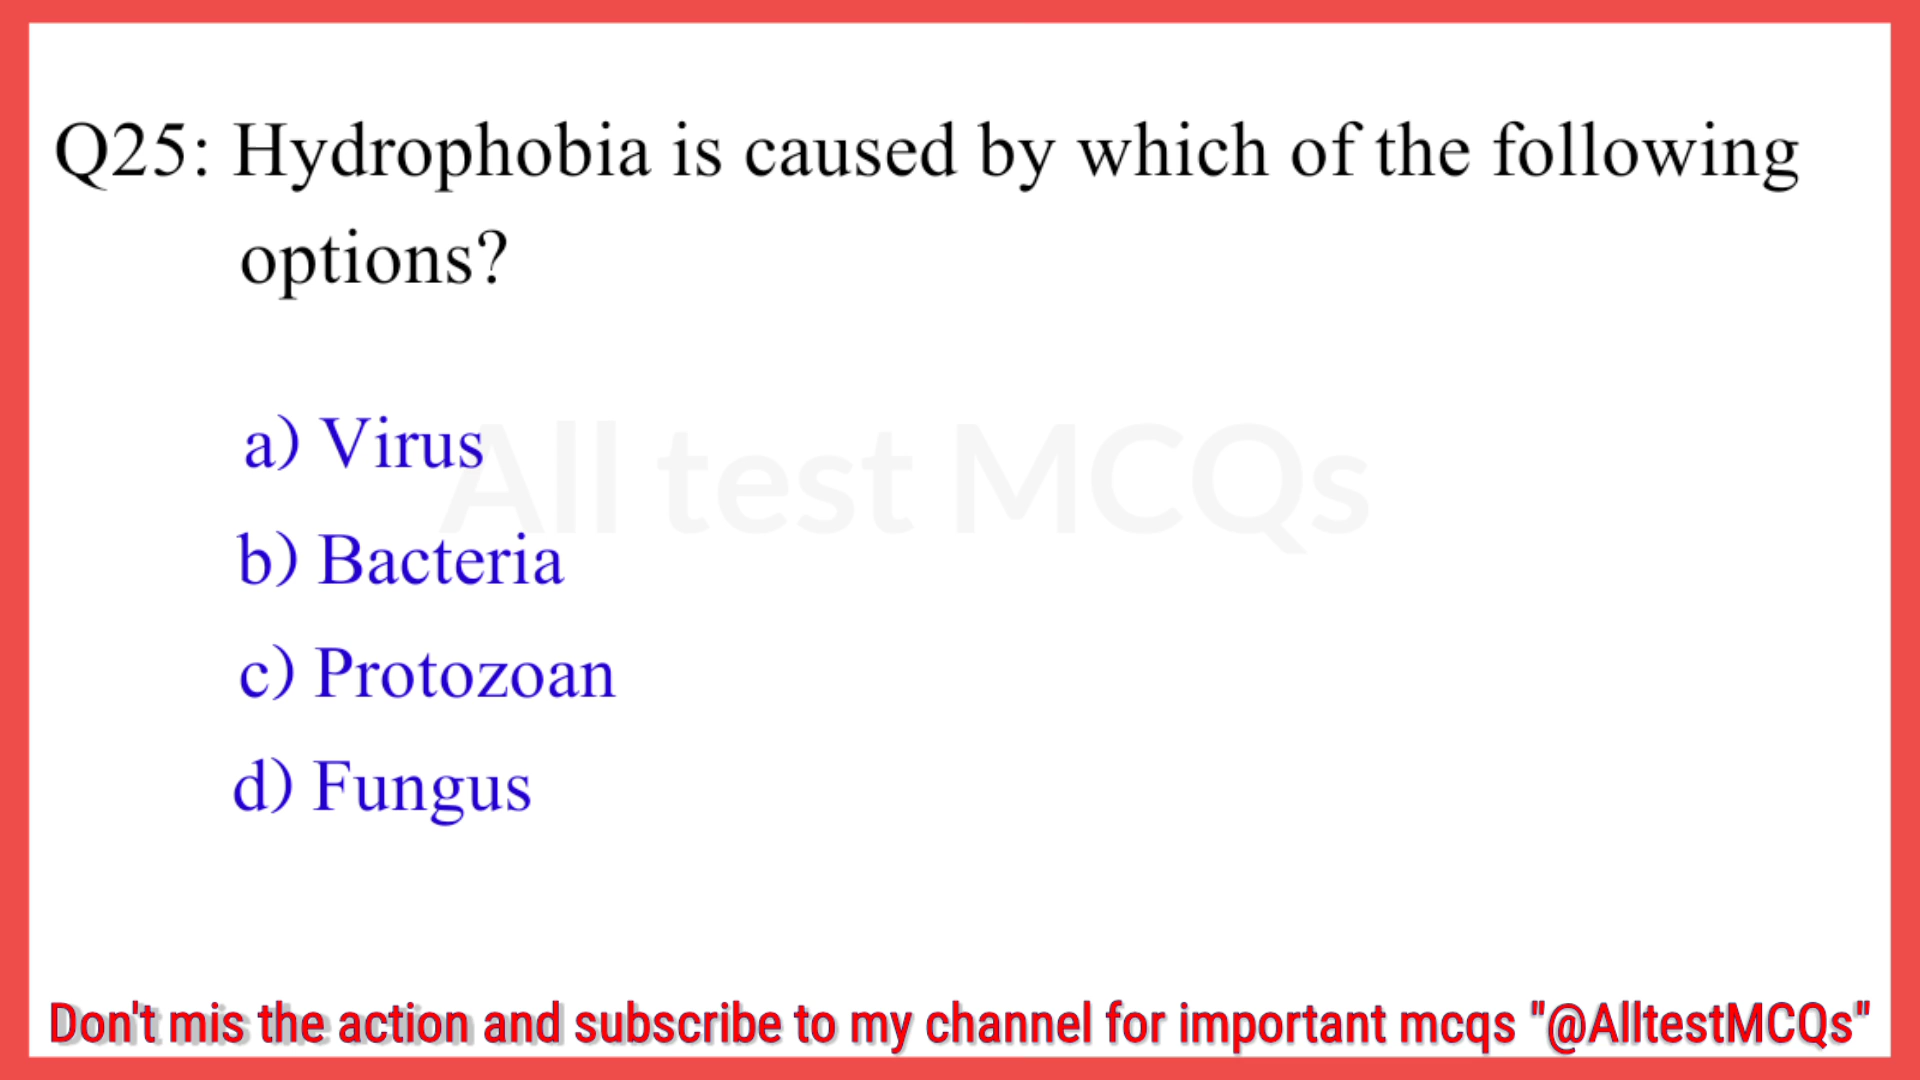 Q25: Hydrophobia is caused by which of the following
options?
a) Virus
All test MCQs
b) Bacteria
c) Protozoan
d) Fungus
Don't mis the action and subscribe to my channel for important mcqs "@AlltestMCQs"